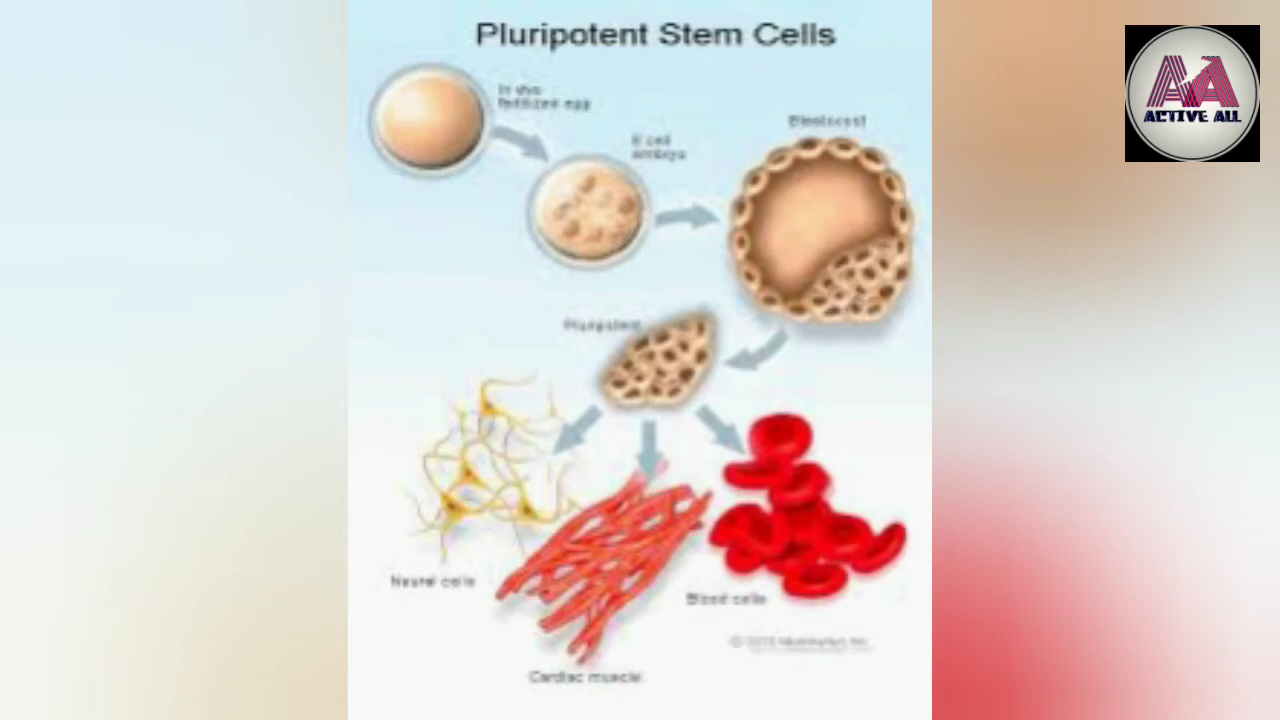 Pluripotent Stem Cells
In vivo
fertilized egg
8 cell
embryo
Blastocyst
Pluripotent
Neural cells
Blood cells
Cardiac muscle
ACTIVE ALL